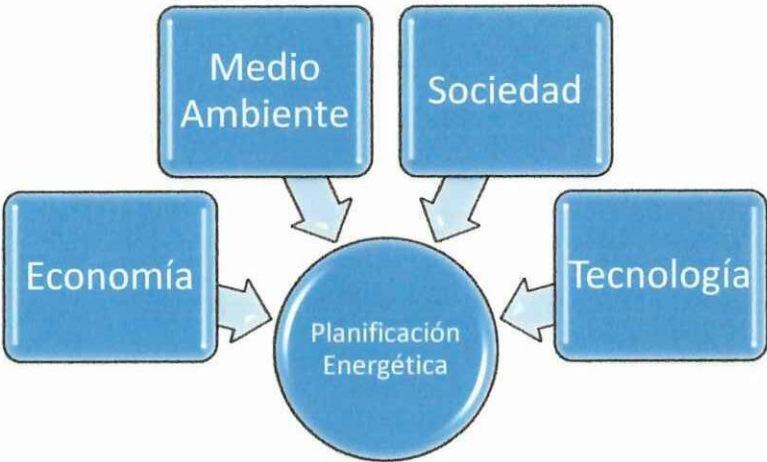 Medio
Ambiente
Sociedad
Economía
Tecnología
Planificación
Energética